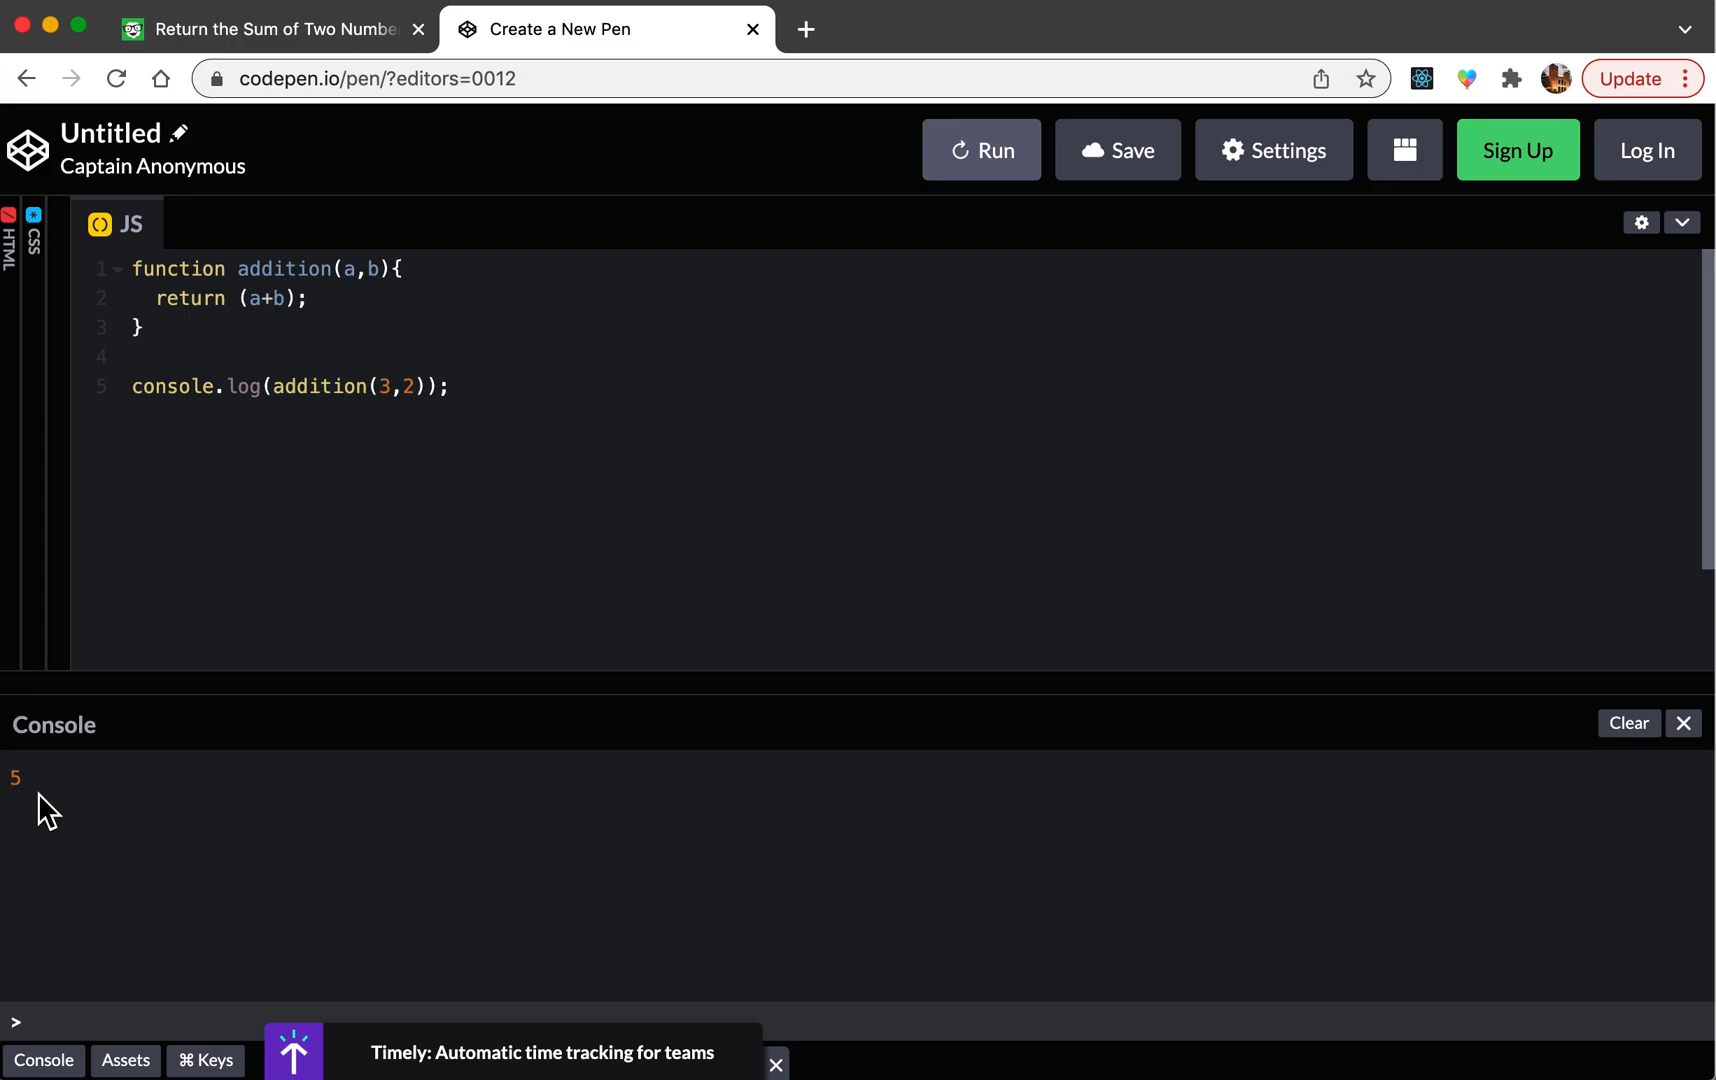 Return the Sum of Two Numbe
Create a New Pen
codepen.io/pen/?editors=0012
Update
Untitled
Captain Anonymous
Run
Save
Settings
Sign Up
Log In
HTML
CSS
JS
1 function addition(a,b){
2 return (a+b);
3 }
4
5 console.log(addition(3,2));
Console
Clear
5
>
Console
Assets
⌘ Keys
Timely: Automatic time tracking for teams